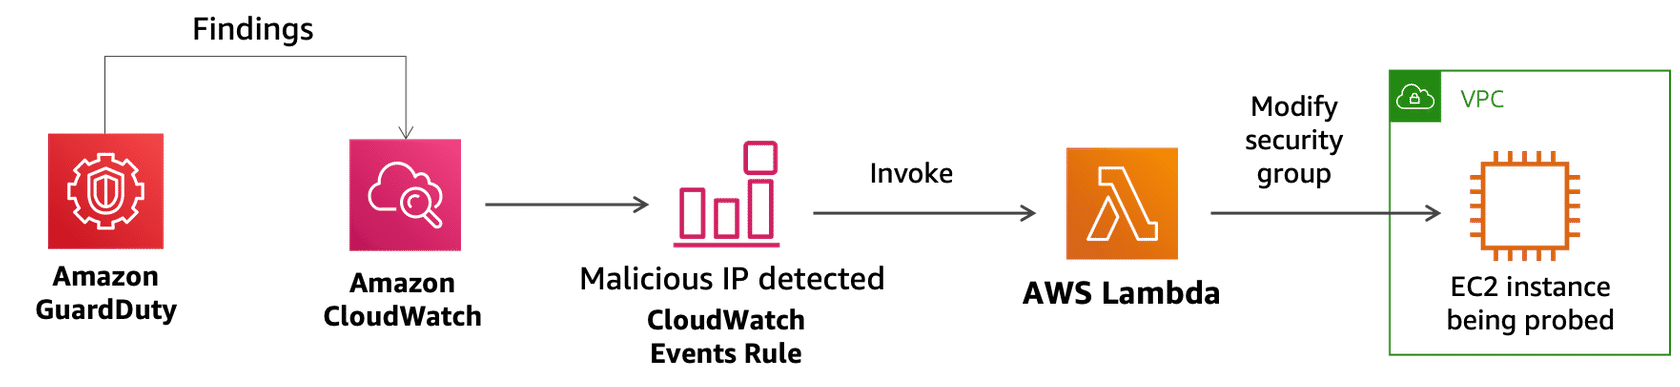 Findings
Amazon
GuardDuty
Amazon
CloudWatch
Malicious IP detected
CloudWatch
Events Rule
Invoke
AWS Lambda
Modify
security
group
VPC
EC2 instance
being probed